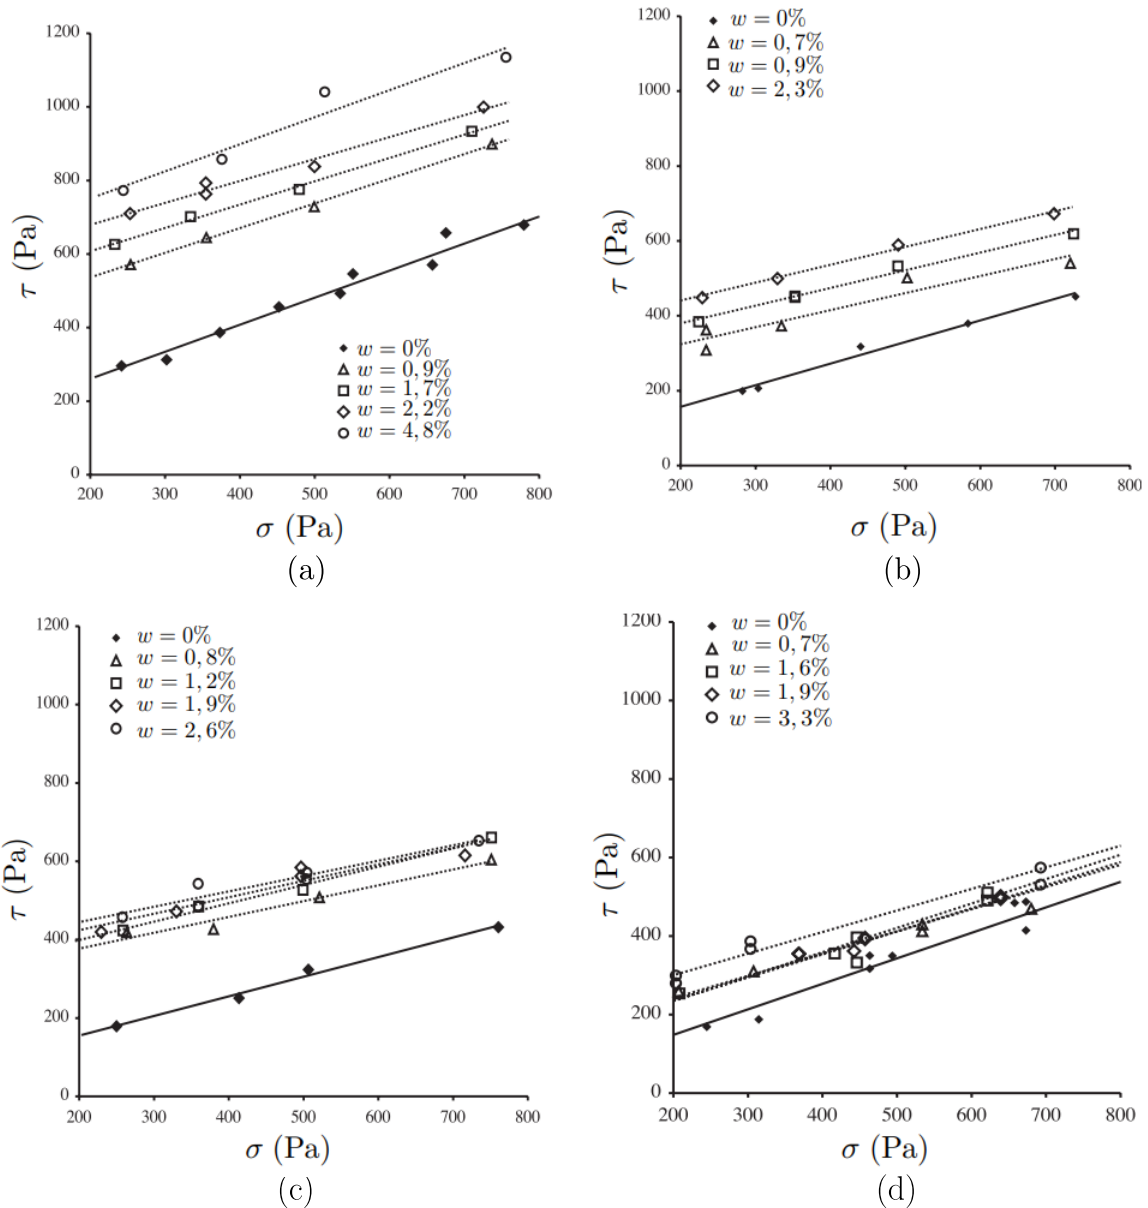 1200
1000
800
600
400
200
0
τ (Pa)
w = 0%
w = 0,9%
w = 1,7%
w = 2,2%
w = 4,8%
200 300 400 500 600 700 800
σ (Pa)
(a)
1200
1000
800
600
400
200
0
τ (Pa)
w = 0%
w = 0,7%
w = 0,9%
w = 2,3%
200 300 400 500 600 700 800
σ (Pa)
(b)
1200
1000
800
600
400
200
0
τ (Pa)
w = 0%
w = 0,8%
w = 1,2%
w = 1,9%
w = 2,6%
200 300 400 500 600 700 800
σ (Pa)
(c)
1200
1000
800
600
400
200
0
τ (Pa)
w = 0%
w = 0,7%
w = 1,6%
w = 1,9%
w = 3,3%
200 300 400 500 600 700 800
σ (Pa)
(d)